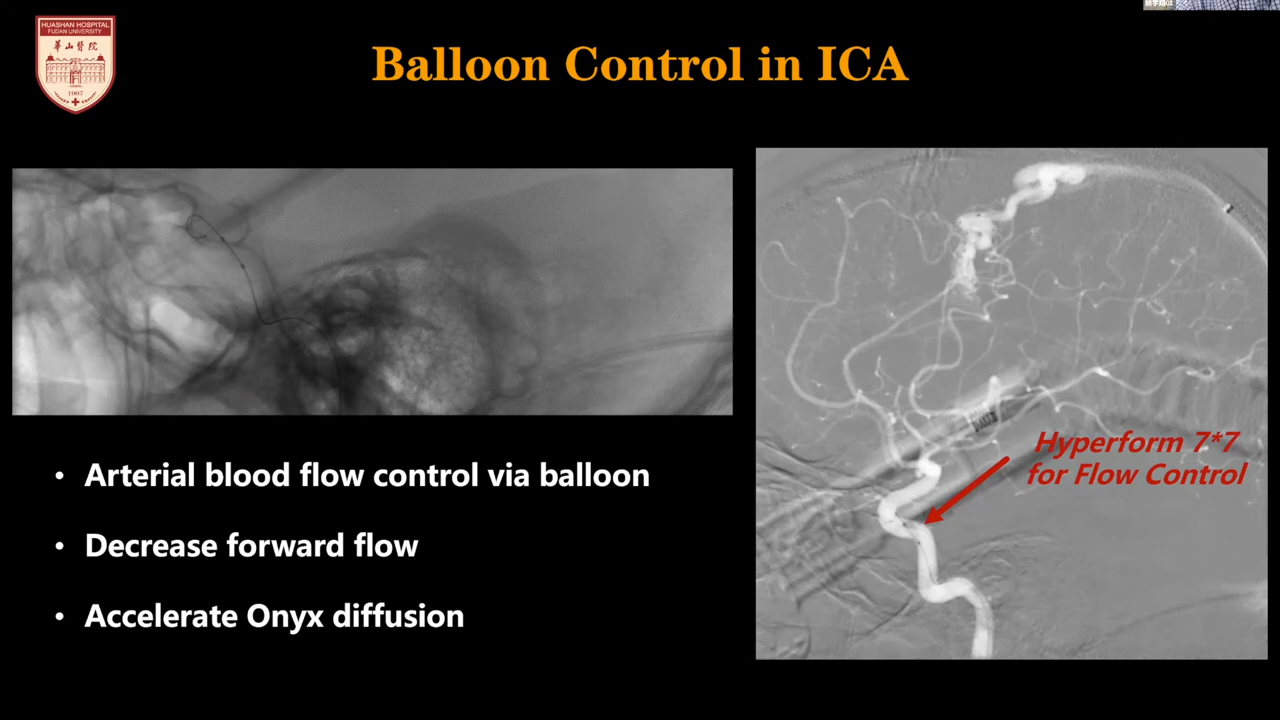 HUASHAN HOSPITAL
FUDAN UNIVERSITY
華山醫院
1907
Balloon Control in ICA
Hyperform 7*7
for Flow Control
• Arterial blood flow control via balloon
• Decrease forward flow
• Accelerate Onyx diffusion